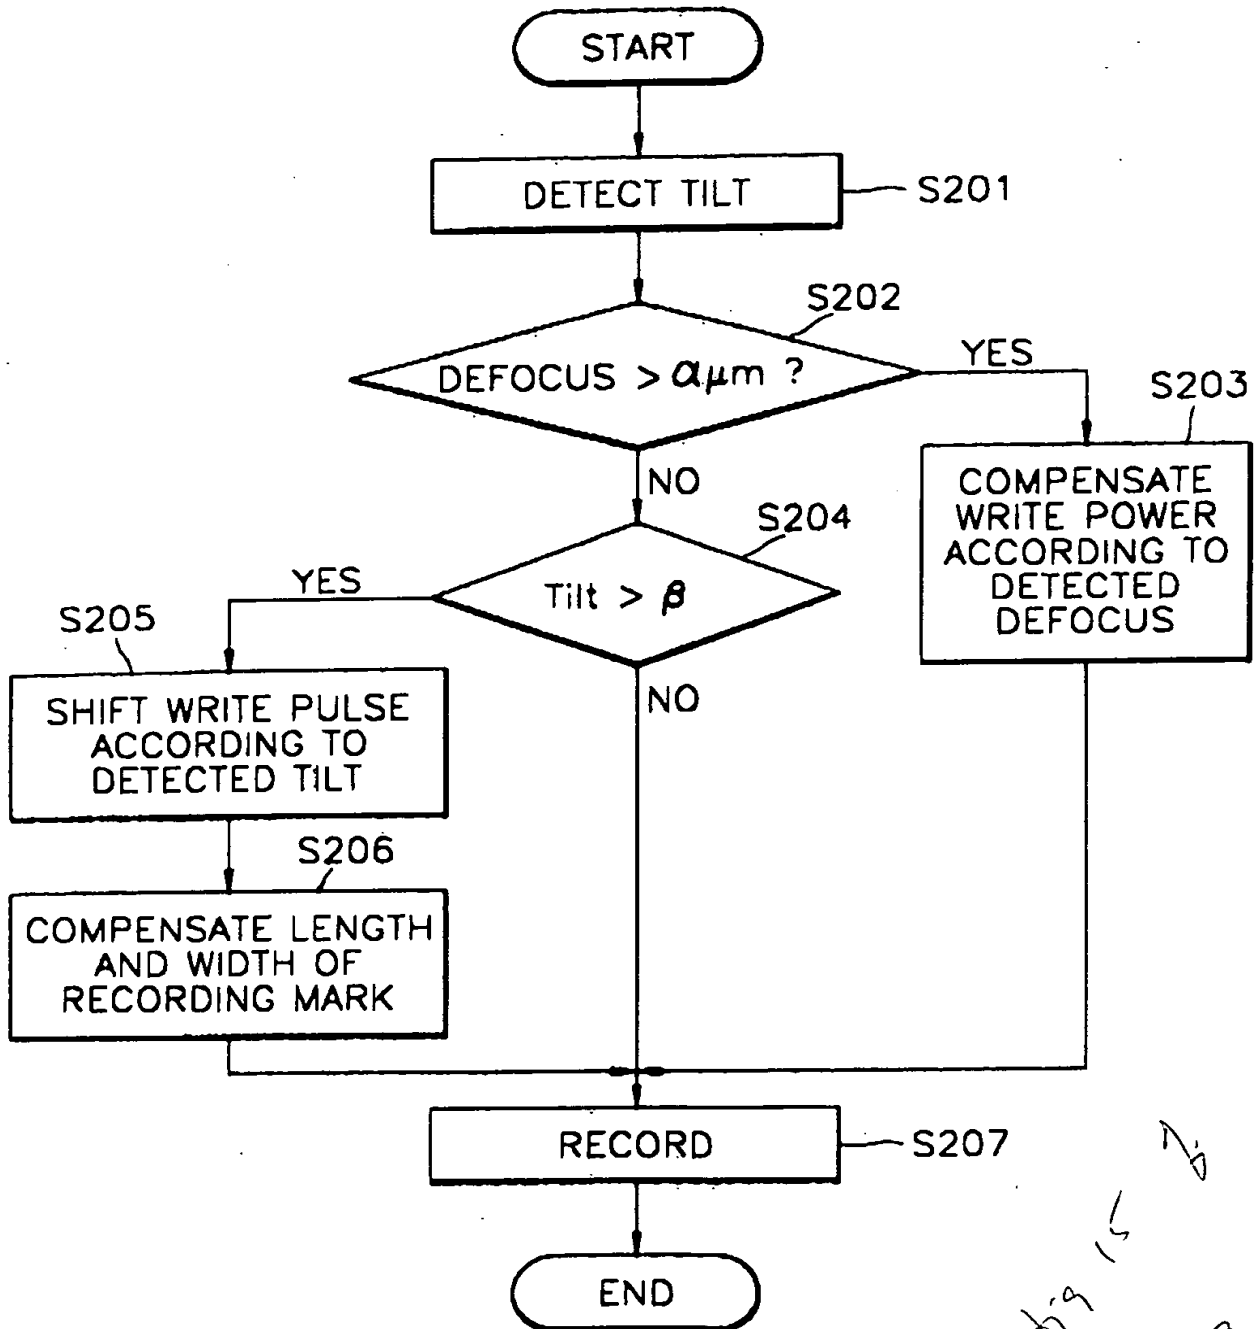 START
DETECT TILT
S201
S202
DEFOCUS > αμm ?
YES
S203
COMPENSATE
WRITE POWER
ACCORDING TO
DETECTED
DEFOCUS
NO
S204
Tilt > β
YES
S205
SHIFT WRITE PULSE
ACCORDING TO
DETECTED TILT
NO
S206
COMPENSATE LENGTH
AND WIDTH OF
RECORDING MARK
RECORD
S207
END
fig 15